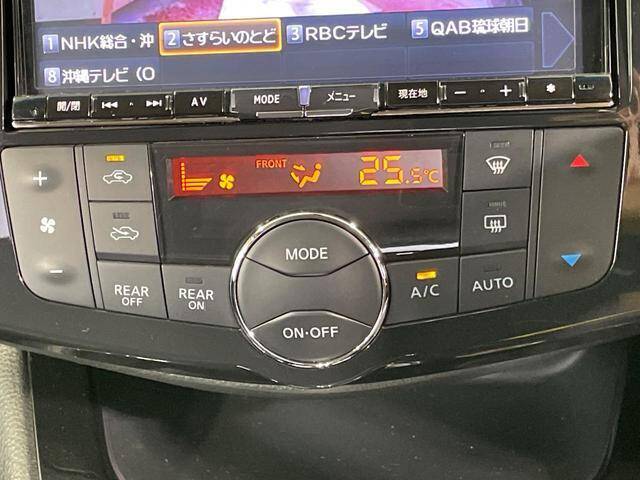 1 NHK総合・沖 2 さすらいのとど 3 RBCテレビ 5 QAB琉球朝日
8 沖縄テレビ (O
開/閉 AV MODE メニュー 現在地 − +
FRONT 25.5°C
MODE
REAR OFF REAR ON A/C AUTO
ON·OFF